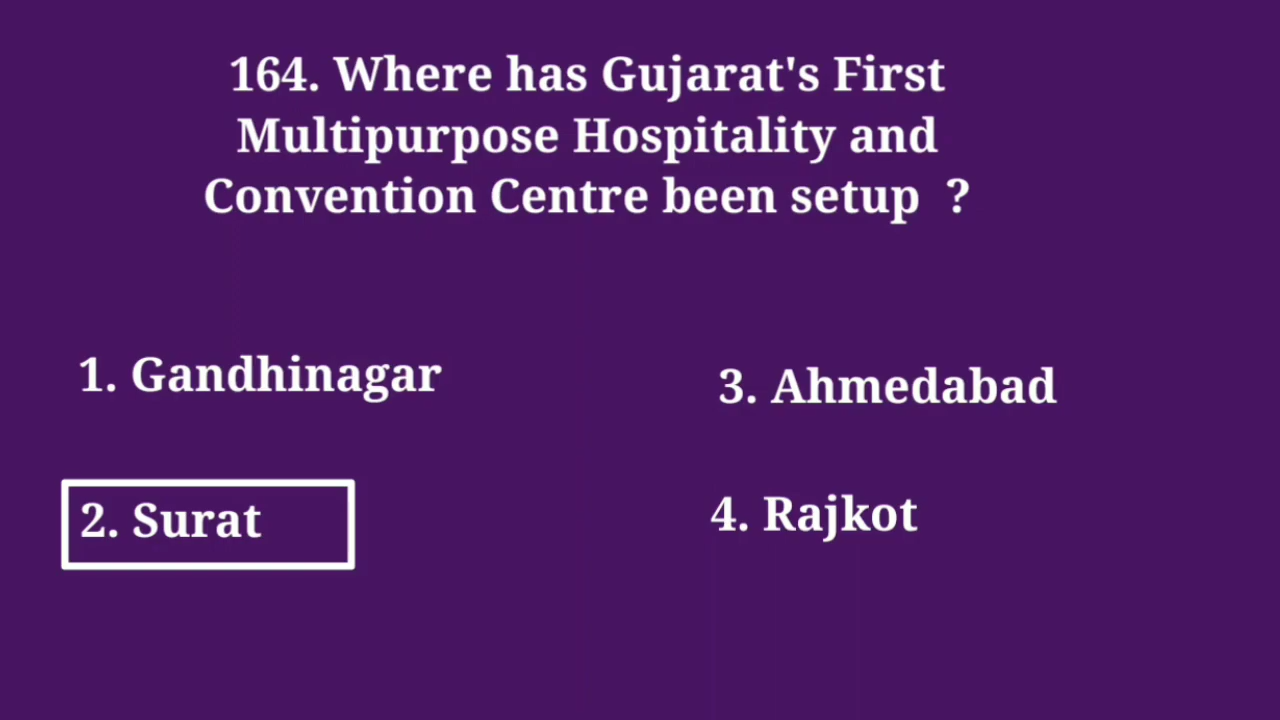 164. Where has Gujarat's First
Multipurpose Hospitality and
Convention Centre been setup ?
1. Gandhinagar
2. Surat
3. Ahmedabad
4. Rajkot